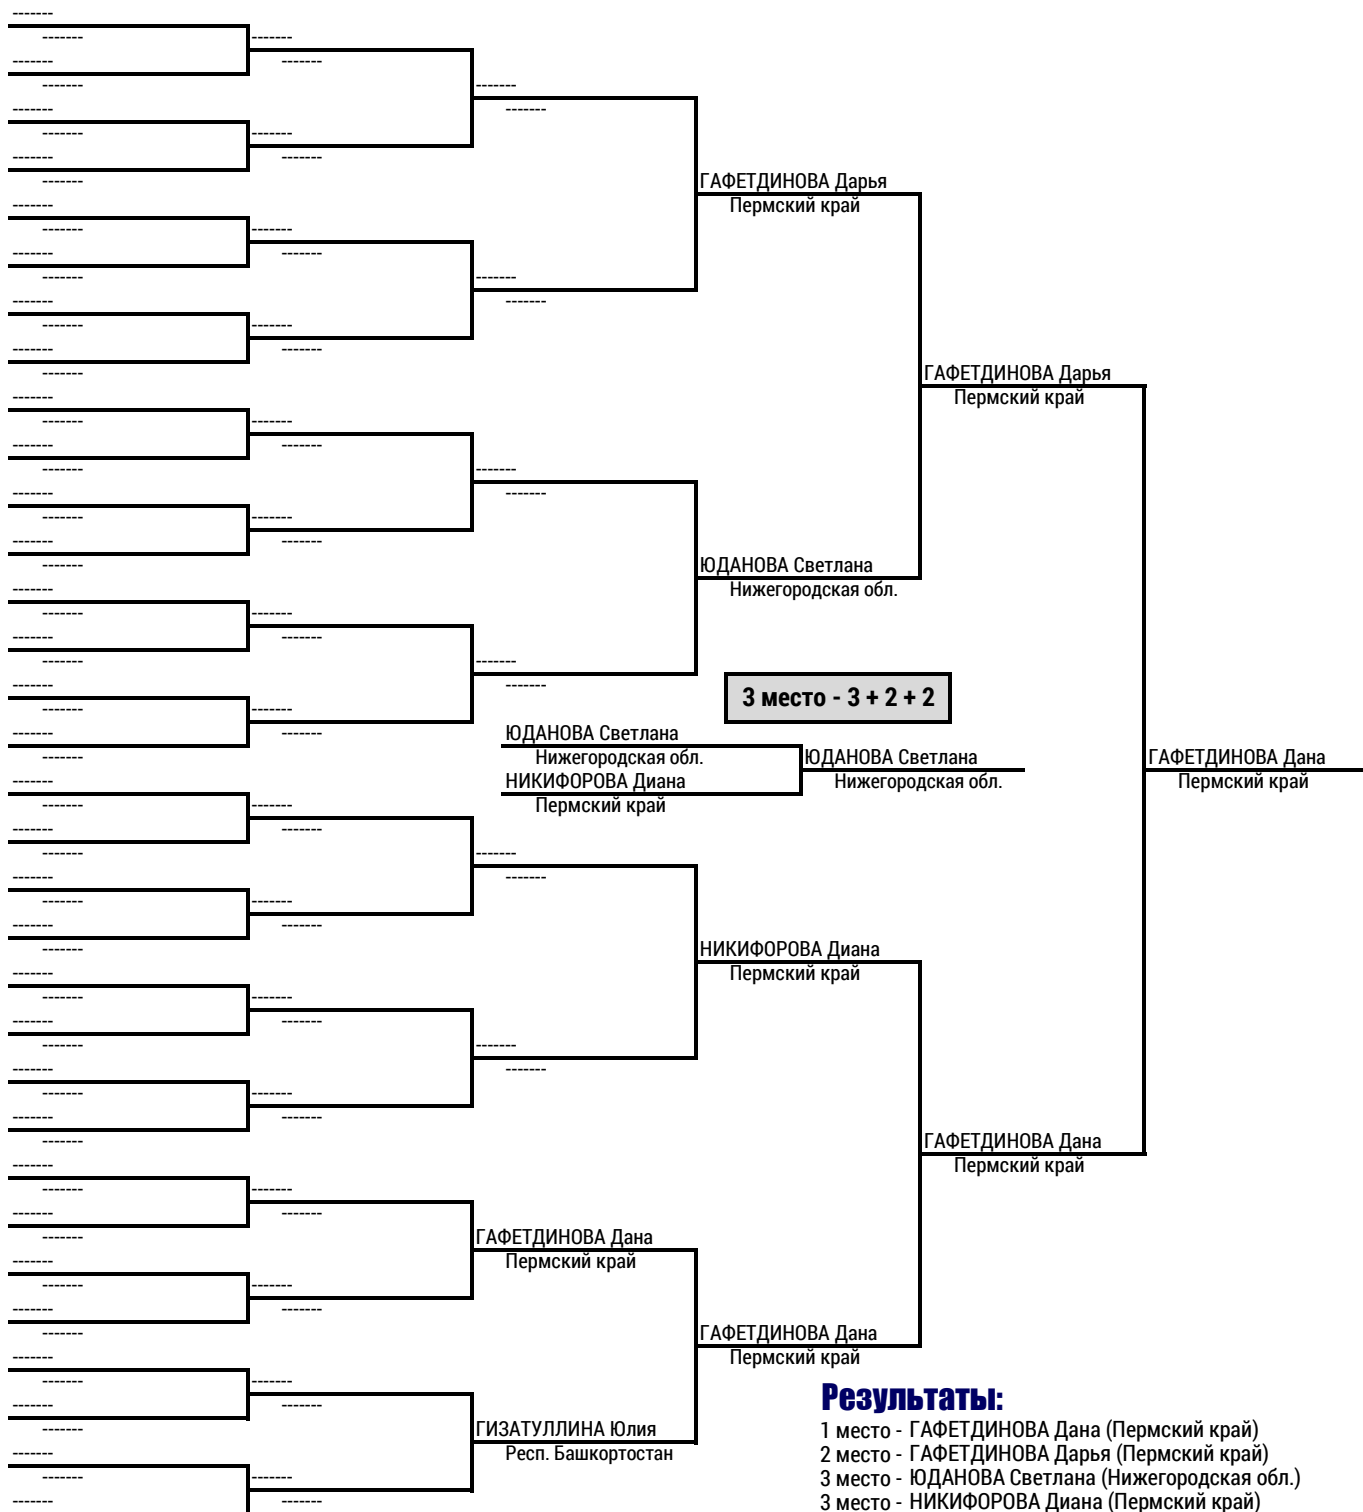 ГАФЕТДИНОВА Дарья
Пермский край
ГАФЕТДИНОВА Дарья
Пермский край
ЮДАНОВА Светлана
Нижегородская обл.
3 место - 3 + 2 + 2
ЮДАНОВА Светлана
Нижегородская обл.
НИКИФОРОВА Диана
Пермский край
ЮДАНОВА Светлана
Нижегородская обл.
ГАФЕТДИНОВА Дана
Пермский край
НИКИФОРОВА Диана
Пермский край
ГАФЕТДИНОВА Дана
Пермский край
ГАФЕТДИНОВА Дана
Пермский край
ГАФЕТДИНОВА Дана
Пермский край
ГИЗАТУЛЛИНА Юлия
Респ. Башкортостан
Результаты:
1 место - ГАФЕТДИНОВА Дана (Пермский край)
2 место - ГАФЕТДИНОВА Дарья (Пермский край)
3 место - ЮДАНОВА Светлана (Нижегородская обл.)
3 место - НИКИФОРОВА Диана (Пермский край)